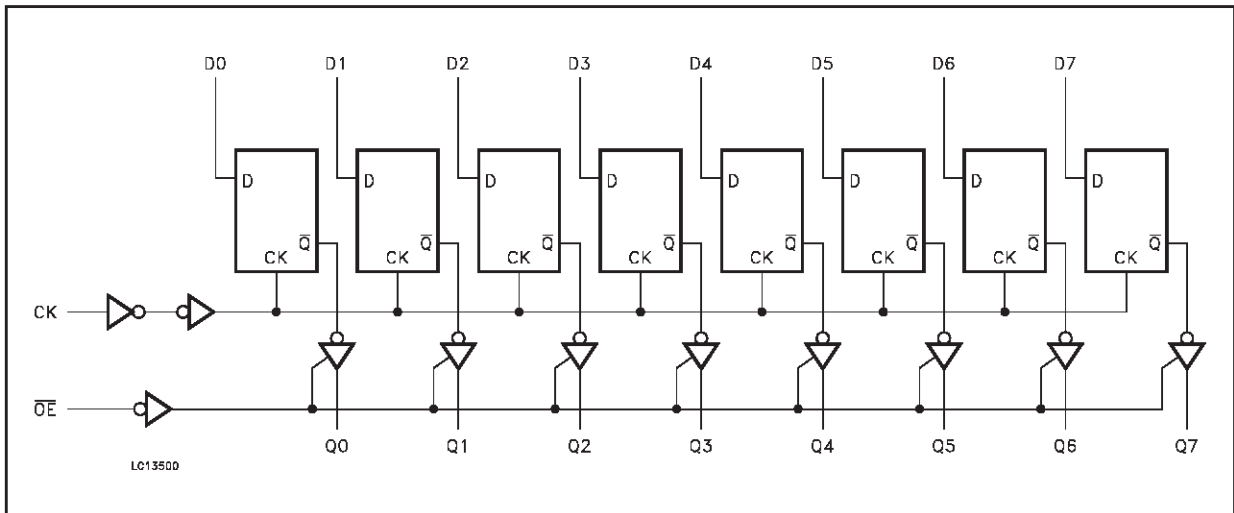 D0 D1 D2 D3 D4 D5 D6 D7
D D D D D D D D
Q̅ Q̅ Q̅ Q̅ Q̅ Q̅ Q̅ Q̅
CK CK CK CK CK CK CK CK
CK
O̅E̅
Q0 Q1 Q2 Q3 Q4 Q5 Q6 Q7
LC13500